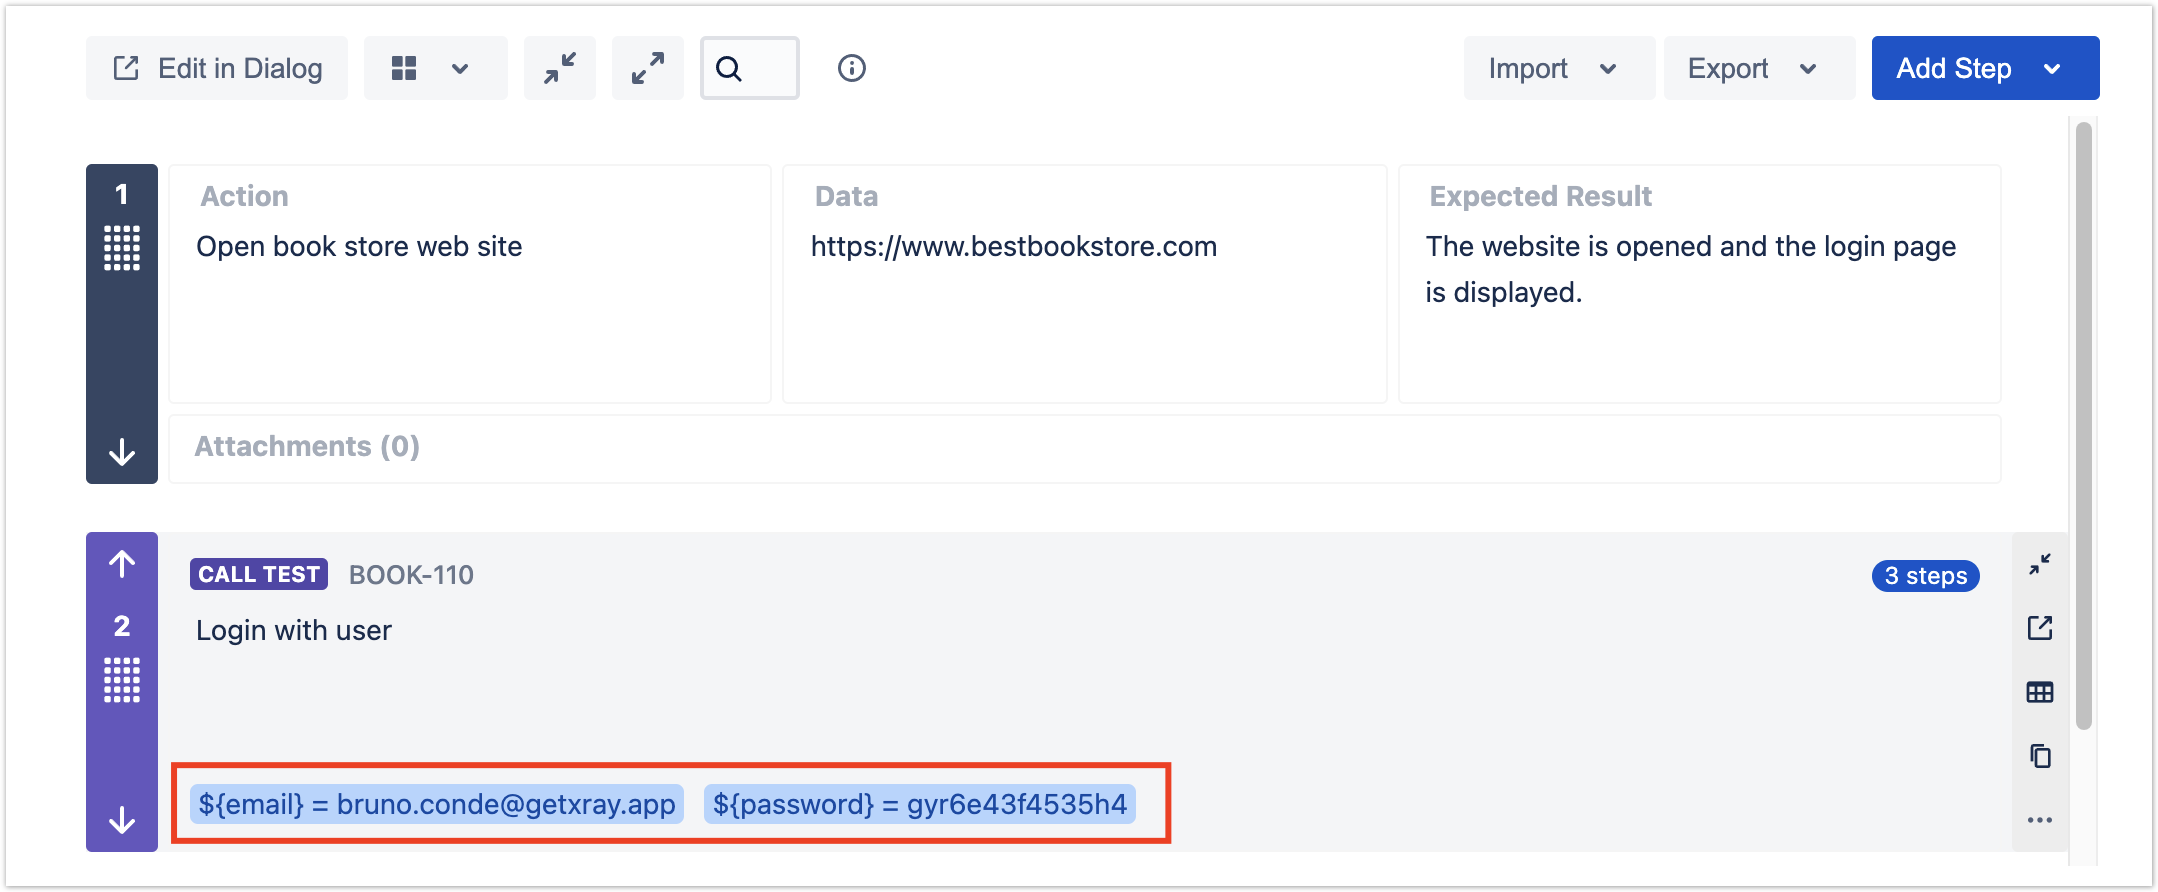 Edit in Dialog
Import
Export
Add Step
1
Action
Data
Expected Result
Open book store web site
https://www.bestbookstore.com
The website is opened and the login page
is displayed.
Attachments (0)
CALL TEST BOOK-110
3 steps
2
Login with user
${email} = bruno.conde@getxray.app ${password} = gyr6e43f4535h4